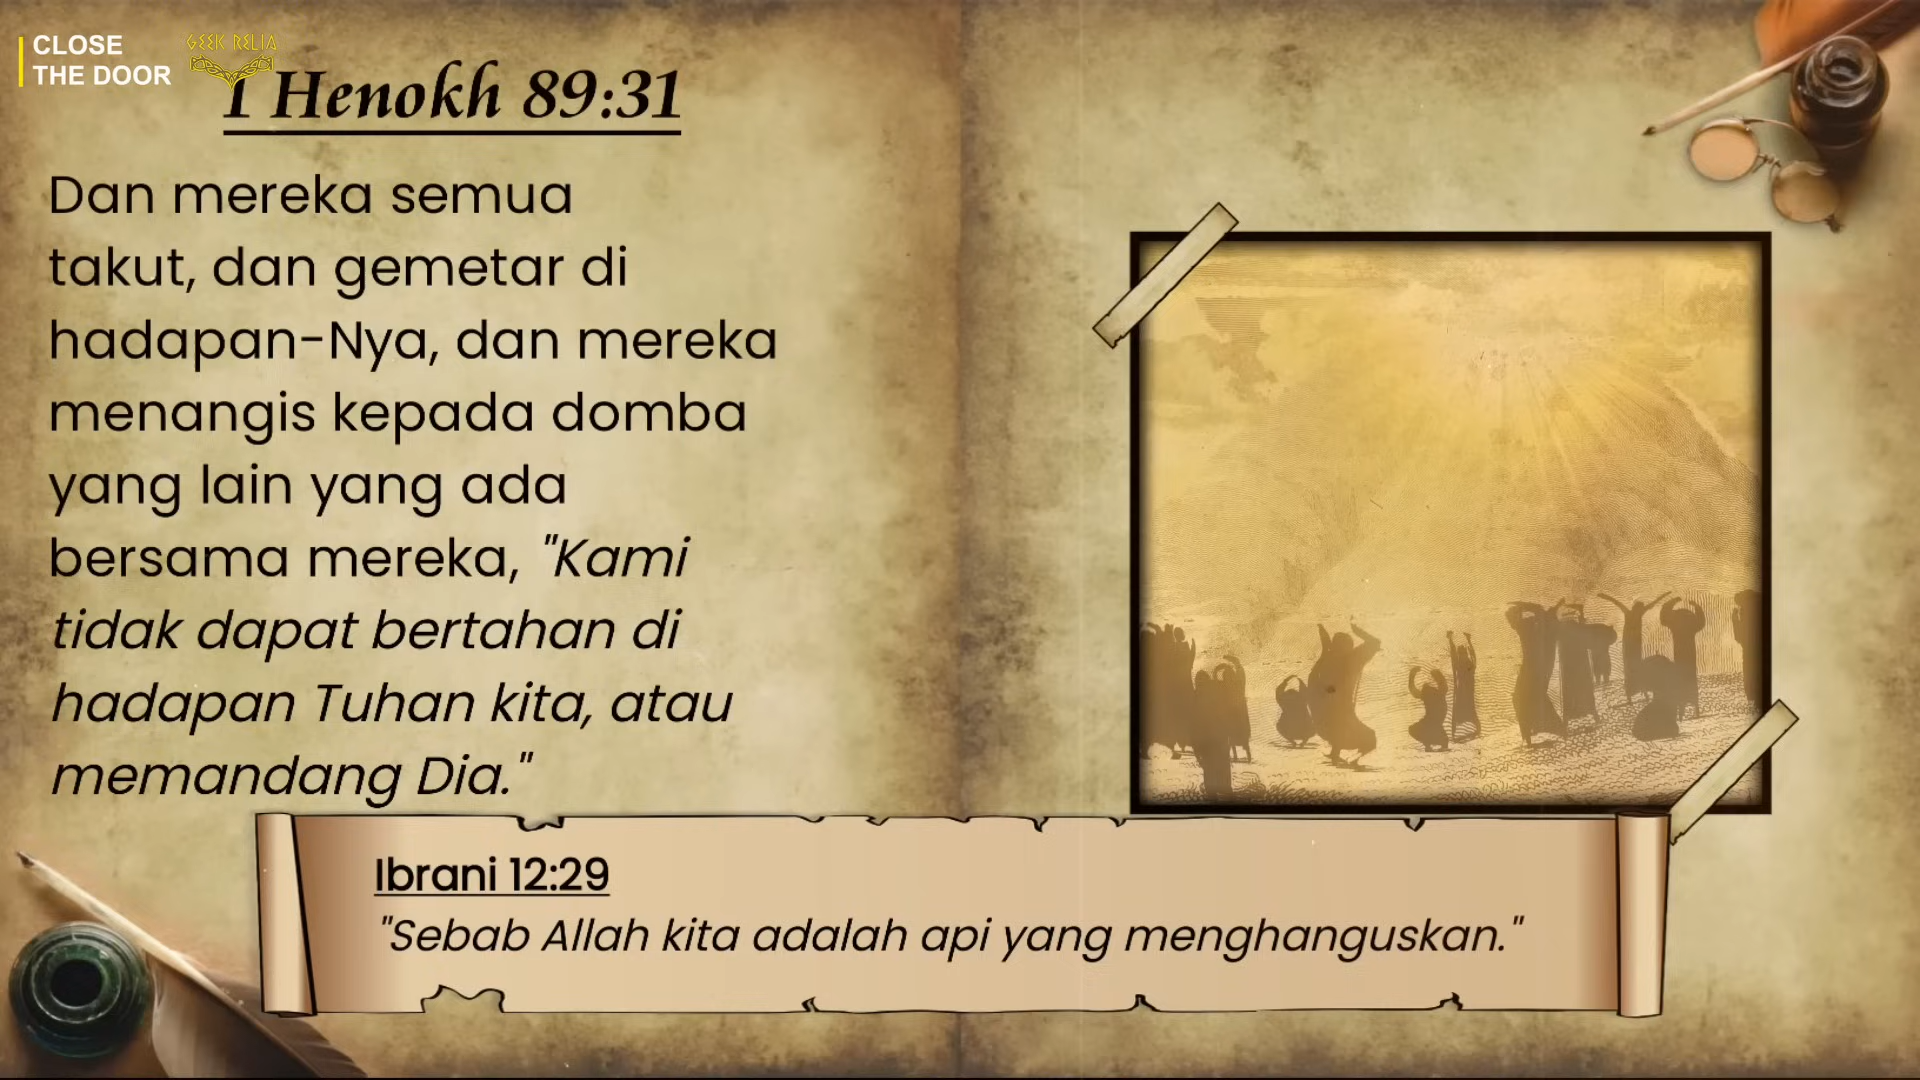 CLOSE
THE DOOR
GEEK RELIA
1 Henokh 89:31
Dan mereka semua
takut, dan gemetar di
hadapan-Nya, dan mereka
menangis kepada domba
yang lain yang ada
bersama mereka, "Kami
tidak dapat bertahan di
hadapan Tuhan kita, atau
memandang Dia."
Ibrani 12:29
"Sebab Allah kita adalah api yang menghanguskan."